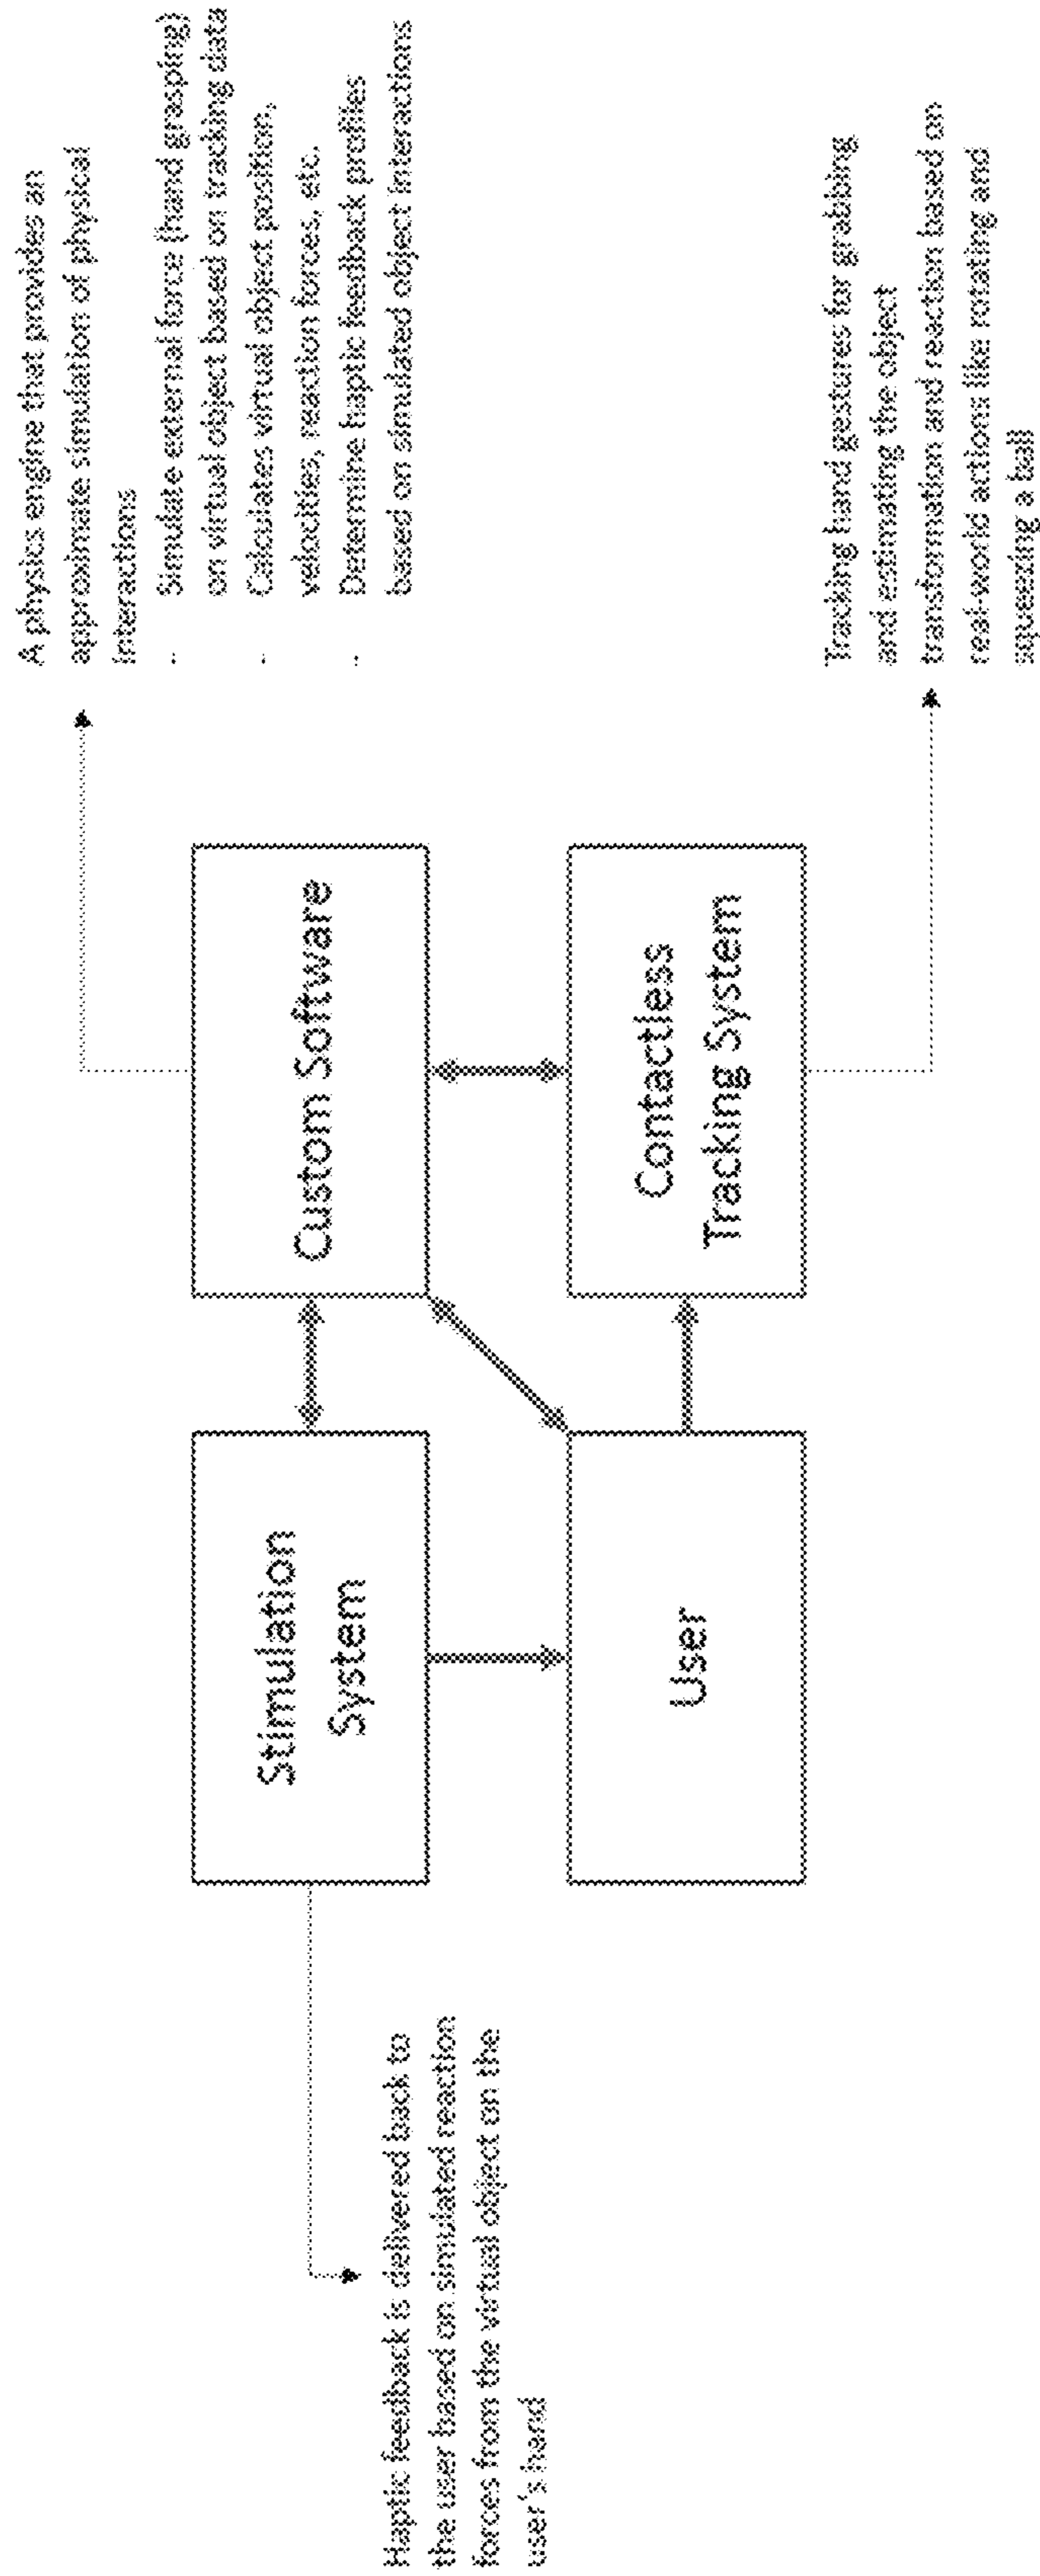 Haptic feedback is delivered back to
the user based on simulated reaction
forces from the virtual object on the
user's hand
Stimulation
System
User
Custom Software
Contactless
Tracking System
A physics engine that provides an
approximate simulation of physical
interactions
- Simulate external force (hand grasping)
on virtual object based on tracking data
- Calculates virtual object position,
velocities, reaction forces, etc.
- Determine haptic feedback profiles
based on simulated object interactions
Tracking hand gestures for grabbing
and estimating the object
transformation and reaction based on
real-world actions like rotating and
squeezing a ball